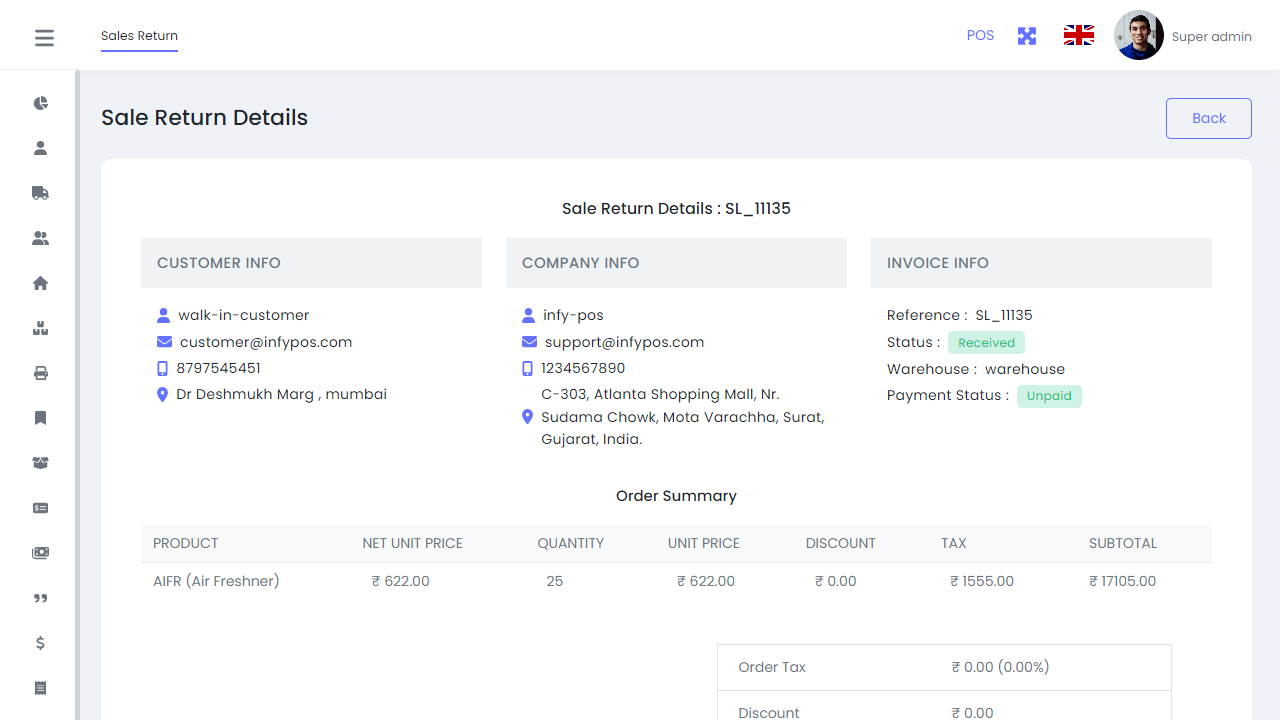 Sales Return
POS
Super admin
Sale Return Details
Back
Sale Return Details : SL_11135
CUSTOMER INFO
walk-in-customer
customer@infypos.com
8797545451
Dr Deshmukh Marg , mumbai
COMPANY INFO
infy-pos
support@infypos.com
1234567890
C-303, Atlanta Shopping Mall, Nr.
Sudama Chowk, Mota Varachha, Surat,
Gujarat, India.
INVOICE INFO
Reference : SL_11135
Status : Received
Warehouse : warehouse
Payment Status : Unpaid
Order Summary
PRODUCT NET UNIT PRICE QUANTITY UNIT PRICE DISCOUNT TAX SUBTOTAL
AIFR (Air Freshner) ₹ 622.00 25 ₹ 622.00 ₹ 0.00 ₹ 1555.00 ₹ 17105.00
Order Tax ₹ 0.00 (0.00%)
Discount ₹ 0.00